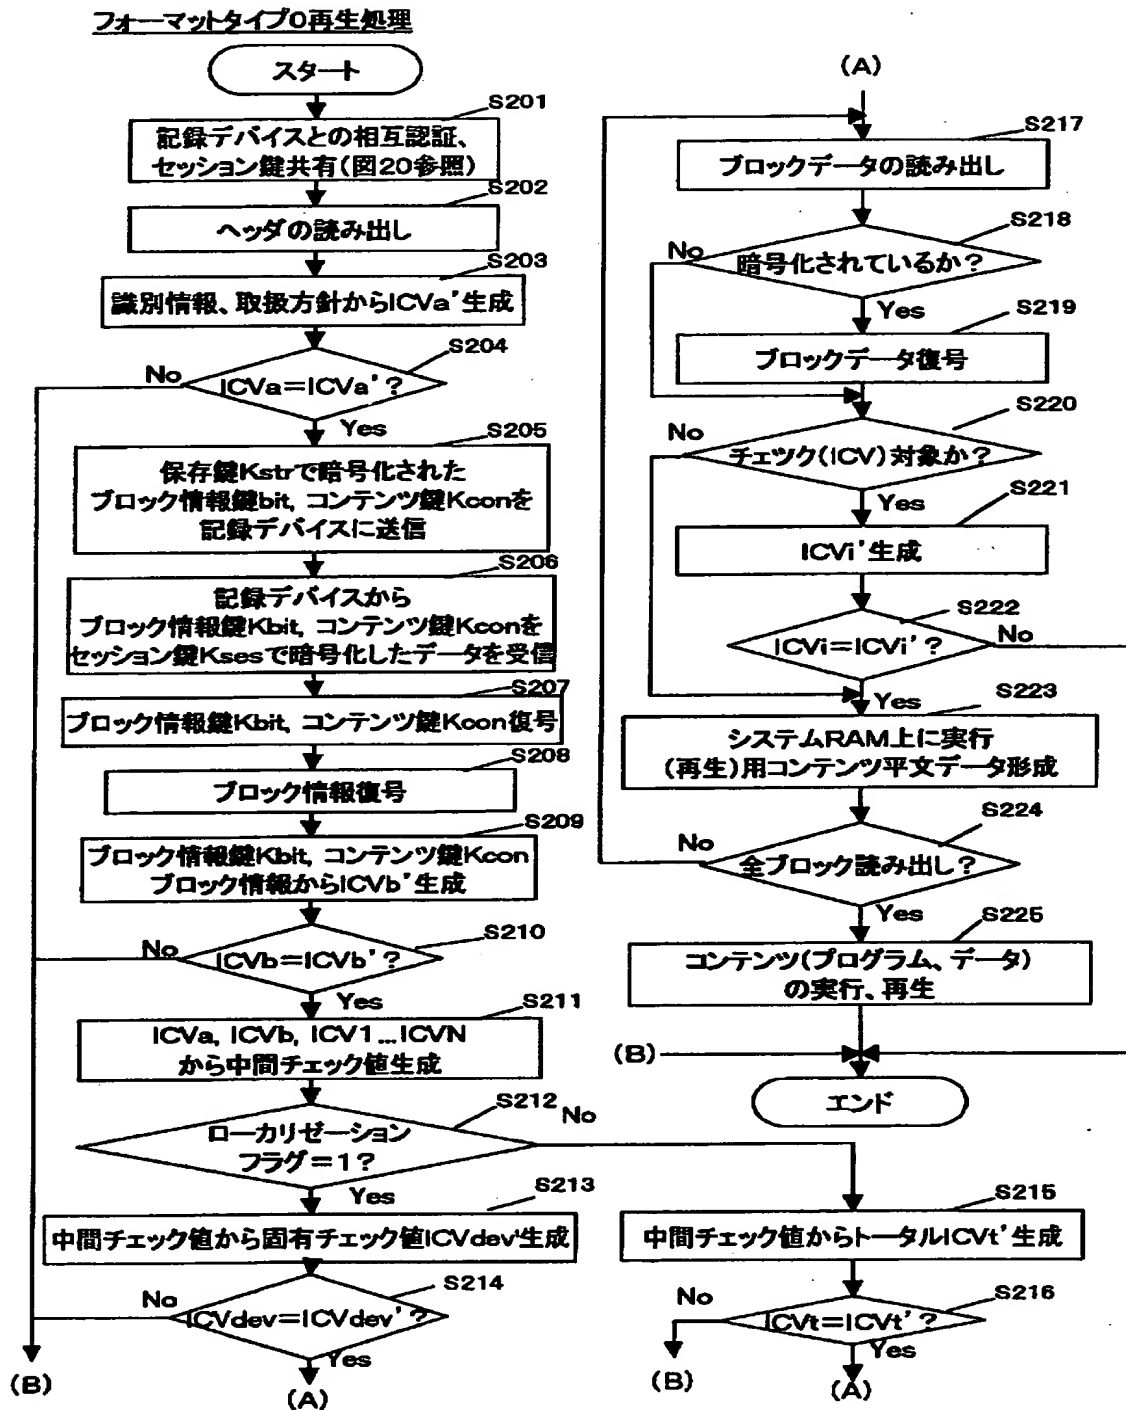 フォーマットタイプ0再生処理
スタート
S201
記録デバイスとの相互認証、
セッション鍵共有(図20参照)
S202
ヘッダの読み出し
S203
識別情報、取扱方針からICVa'生成
S204
No
ICVa=ICVa'?
Yes
S205
保存鍵Kstrで暗号化された
ブロック情報鍵bit, コンテンツ鍵Kconを
記録デバイスに送信
S206
記録デバイスから
ブロック情報鍵Kbit, コンテンツ鍵Kconを
セッション鍵Ksesで暗号化したデータを受信
S207
ブロック情報鍵Kbit, コンテンツ鍵Kcon復号
S208
ブロック情報復号
S209
ブロック情報鍵Kbit, コンテンツ鍵Kcon
ブロック情報からICVb'生成
S210
No
ICVb=ICVb'?
Yes
S211
ICVa, ICVb, ICV1...ICVN
から中間チェック値生成
S212
No
ローカリゼーション
フラグ=1?
Yes
S213
中間チェック値から固有チェック値ICVdev'生成
S214
No
ICVdev=ICVdev'?
Yes
(B)
(A)
S215
中間チェック値からトータルICVt'生成
S216
No
ICVt=ICVt'?
Yes
(B)
(A)
(A)
S217
ブロックデータの読み出し
S218
No
暗号化されているか?
Yes
S219
ブロックデータ復号
S220
No
チェツク(ICV)対象か?
Yes
S221
ICVi'生成
S222
ICVi=ICVi'?
No
Yes
S223
システムRAM上に実行
(再生)用コンテンツ平文データ形成
S224
No
全ブロック読み出し?
Yes
S225
コンテンツ(プログラム、データ)
の実行、再生
(B)
エンド